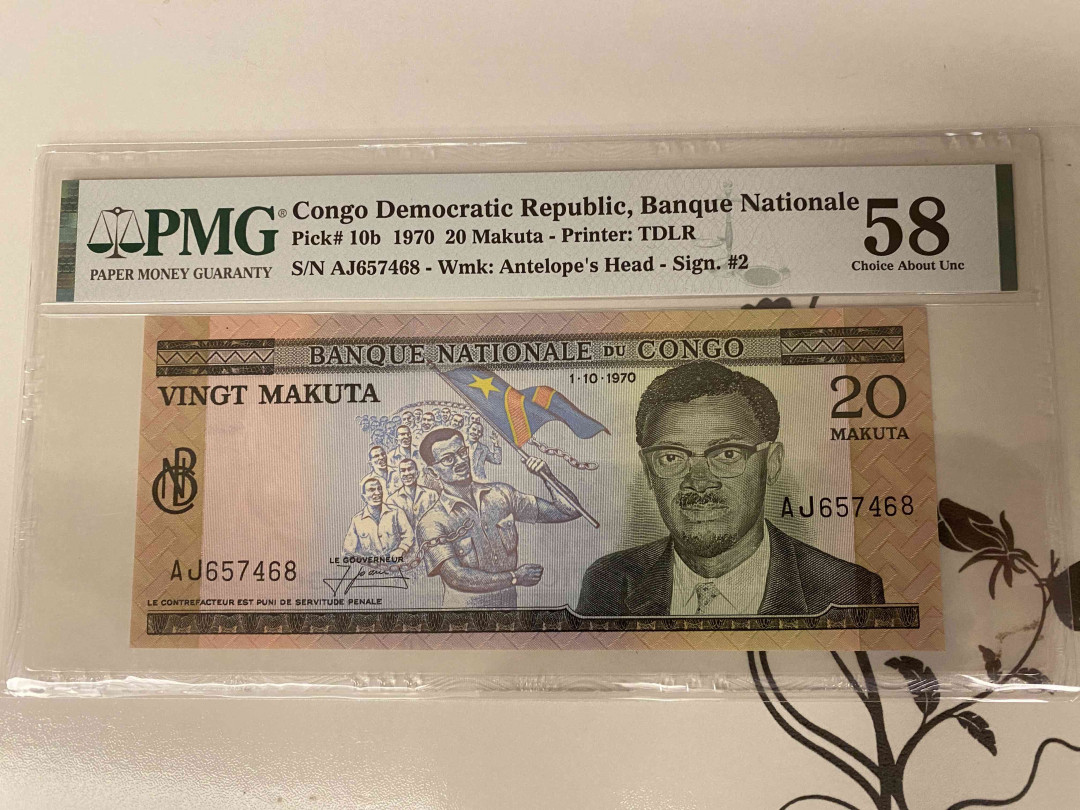 PMG®
PAPER MONEY GUARANTY
Congo Democratic Republic, Banque Nationale
Pick# 10b 1970 20 Makuta - Printer: TDLR
S/N AJ657468 - Wmk: Antelope's Head - Sign. #2
58
Choice About Unc
BANQUE NATIONALE DU CONGO
VINGT MAKUTA
1·10·1970
20
MAKUTA
AJ657468
AJ657468
LE GOUVERNEUR
LE CONTREFACTEUR EST PUNI DE SERVITUDE PENALE